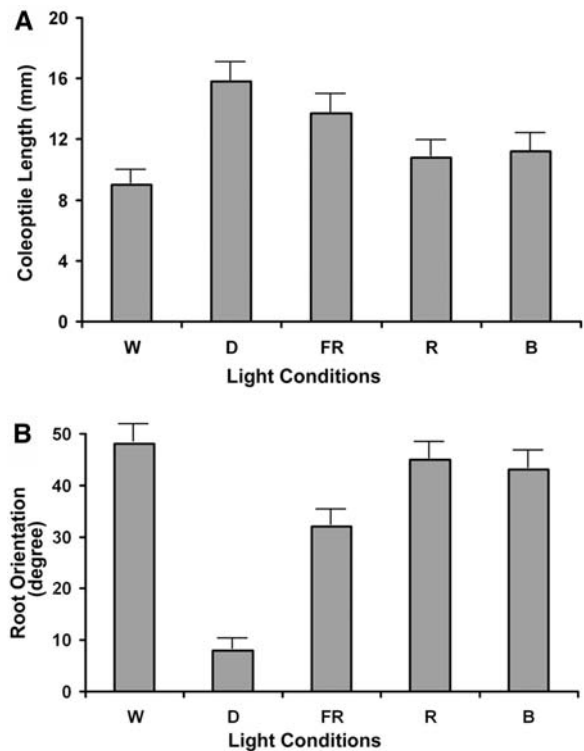 A
Coleoptile Length (mm)
20
16
12
8
4
0
W D FR R B
Light Conditions
B
Root Orientation
(degree)
50
40
30
20
10
0
W D FR R B
Light Conditions